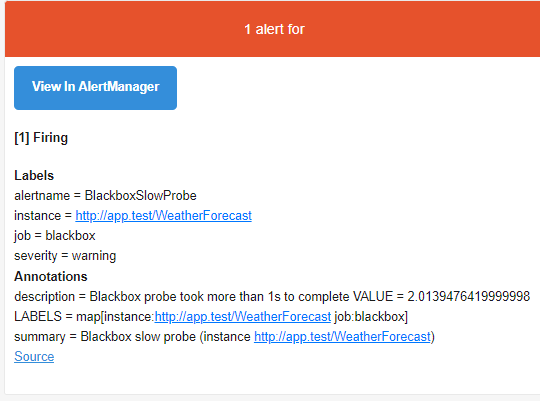 1 alert for
View In AlertManager
[1] Firing
Labels
alertname = BlackboxSlowProbe
instance = http://app.test/WeatherForecast
job = blackbox
severity = warning
Annotations
description = Blackbox probe took more than 1s to complete VALUE = 2.0139476419999998
LABELS = map[instance:http://app.test/WeatherForecast job:blackbox]
summary = Blackbox slow probe (instance http://app.test/WeatherForecast)
Source